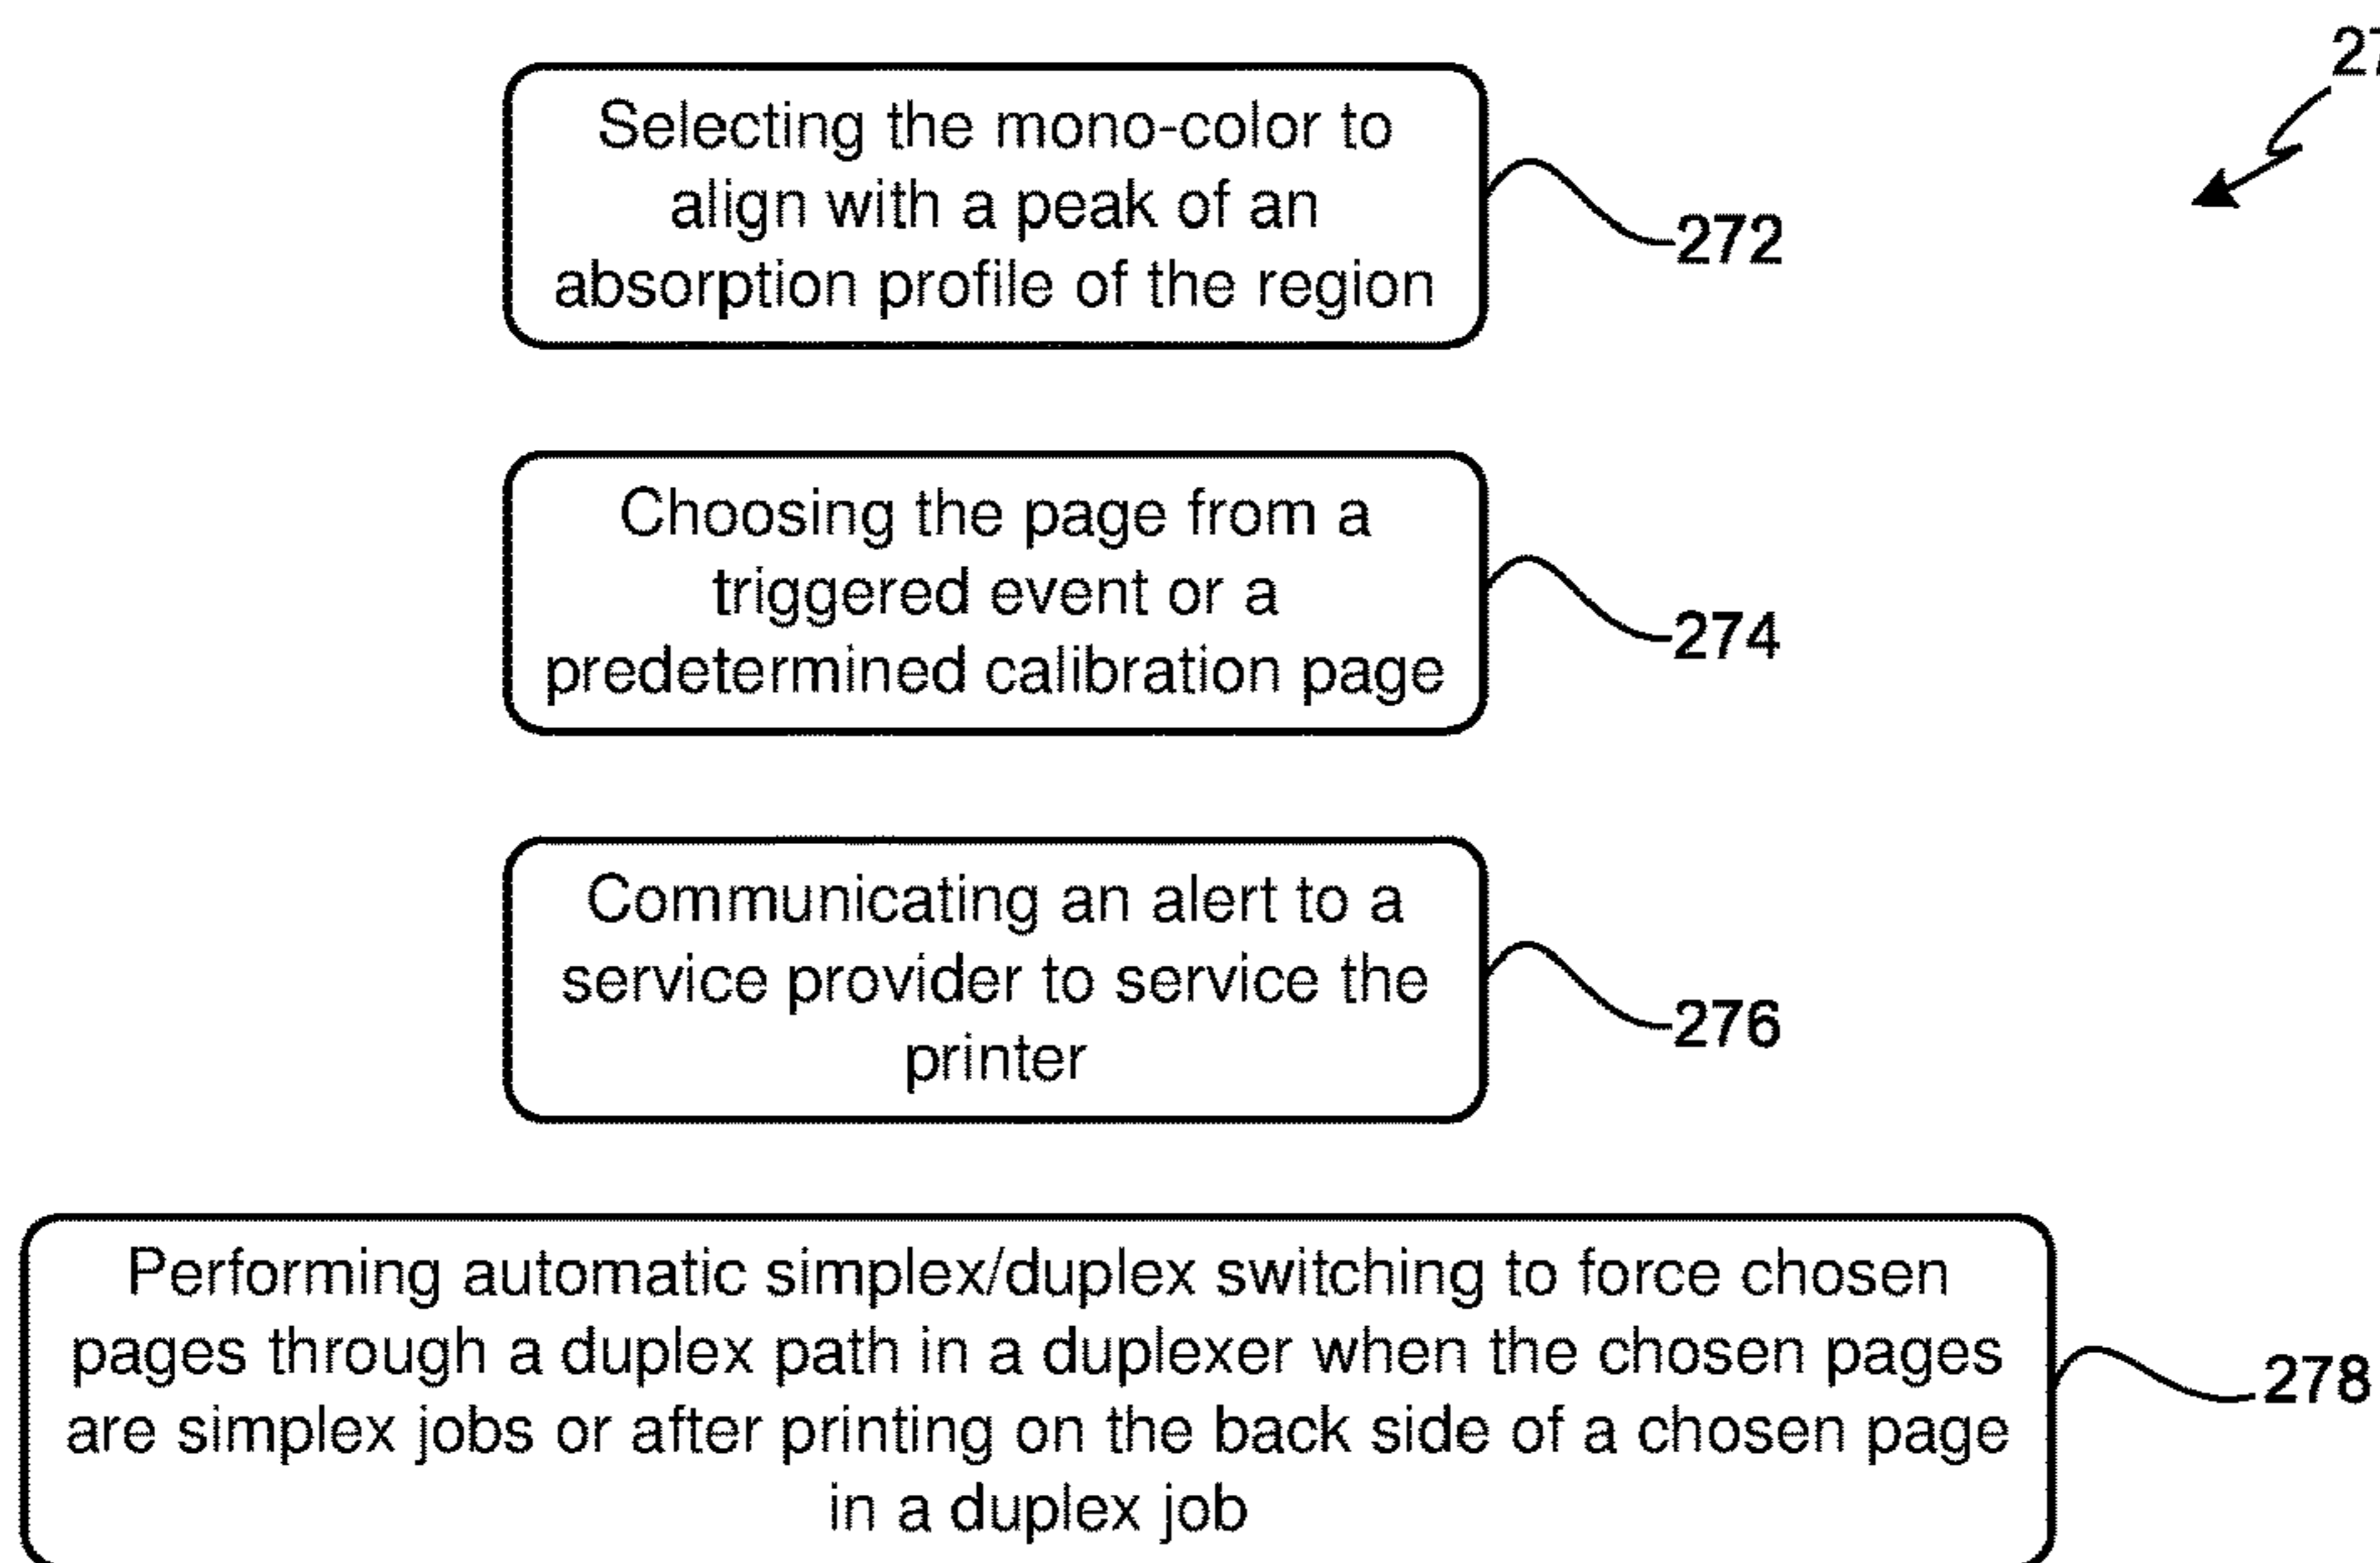 27
Selecting the mono-color to
align with a peak of an
absorption profile of the region
272
Choosing the page from a
triggered event or a
predetermined calibration page
274
Communicating an alert to a
service provider to service the
printer
276
Performing automatic simplex/duplex switching to force chosen
pages through a duplex path in a duplexer when the chosen pages
are simplex jobs or after printing on the back side of a chosen page
in a duplex job
278